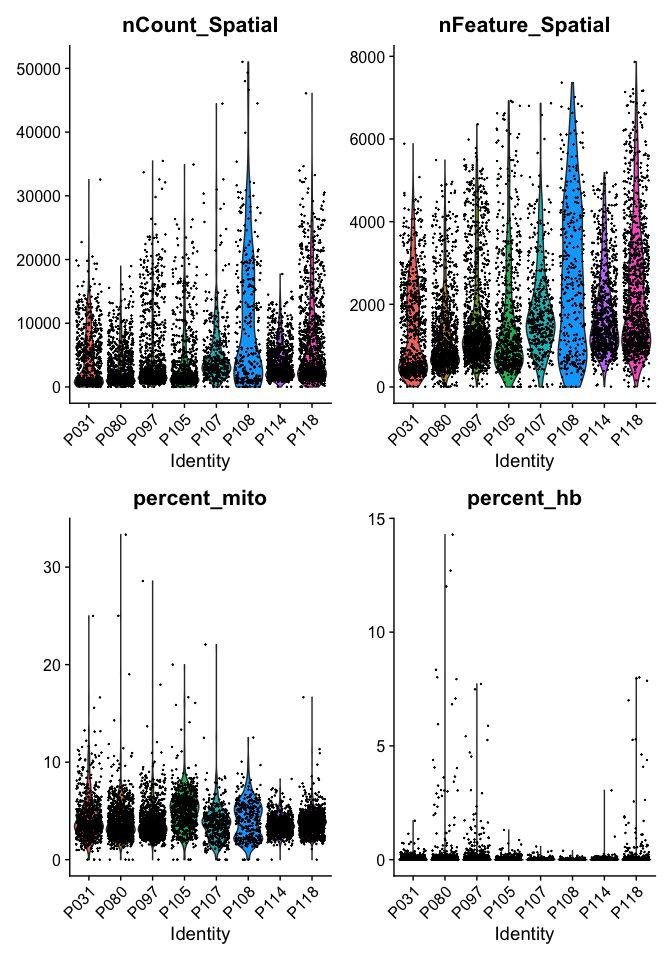 nCount_Spatial
50000
40000
30000
20000
10000
0
P031 P080 P097 P105 P107 P108 P114 P118
Identity
nFeature_Spatial
8000
6000
4000
2000
0
P031 P080 P097 P105 P107 P108 P114 P118
Identity
percent_mito
30
20
10
0
P031 P080 P097 P105 P107 P108 P114 P118
Identity
percent_hb
15
10
5
0
P031 P080 P097 P105 P107 P108 P114 P118
Identity